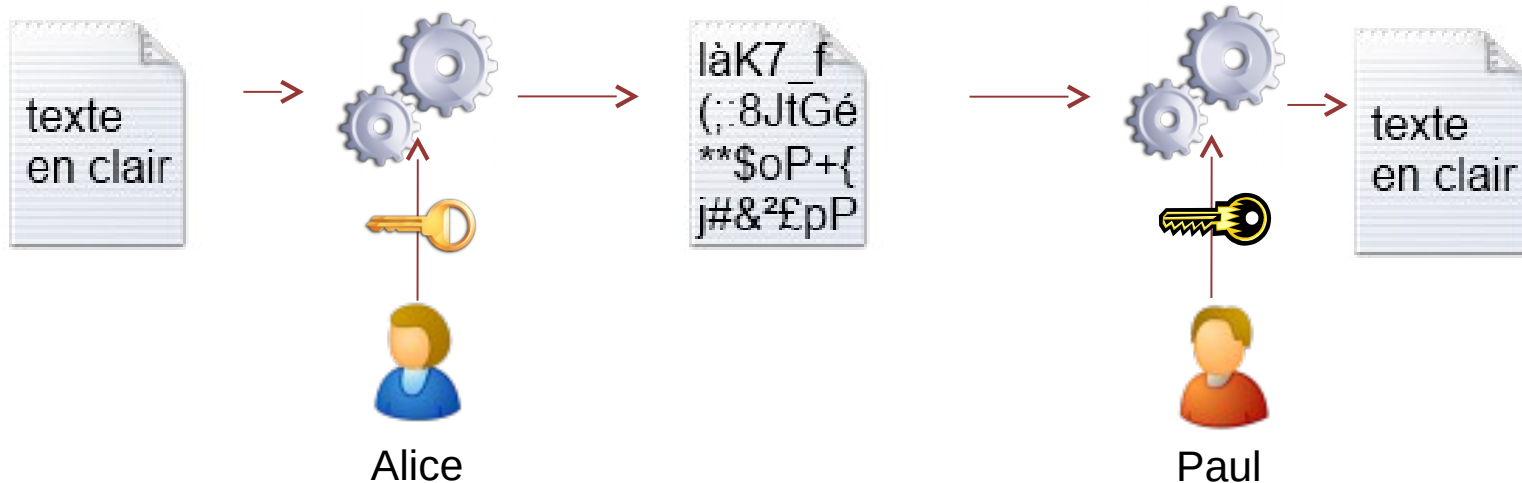 texte
en clair
làK7_f
(;:8JtGé
**$oP+{
j#&²£pP
texte
en clair
Alice
Paul